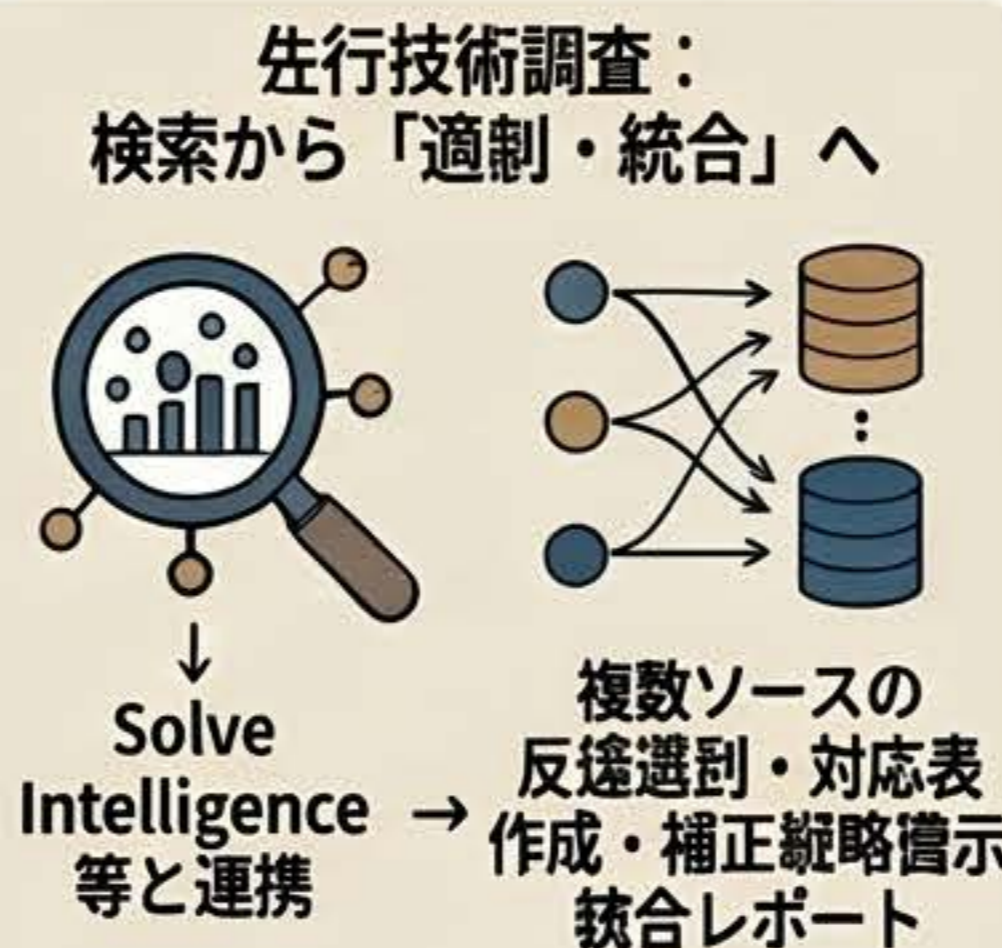 先行技術調査：
検索から「適制・統合」へ
Solve
Intelligence
等と連携
→
複数ソースの
・対応表
作成・補正
合レポート